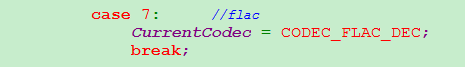 case 7:      //flac
    CurrentCodec = CODEC_FLAC_DEC;
    break;